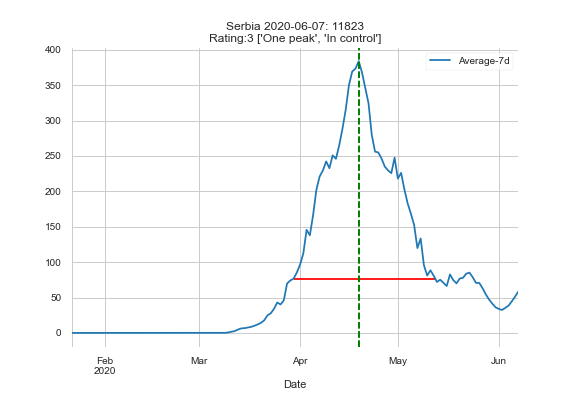 Serbia 2020-06-07: 11823
Rating:3 ['One peak', 'In control']
Average-7d
400
350
300
250
200
150
100
50
0
Feb
2020
Mar
Apr
May
Jun
Date